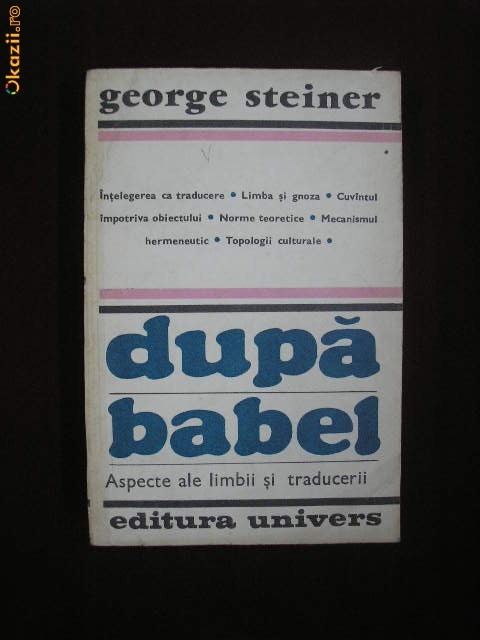 Okazii.ro
george steiner
Înțelegerea ca traducere • Limba și gnoza • Cuvîntul
împotriva obiectului • Norme teoretice • Mecanismul
hermeneutic • Topologii culturale •
după
babel
Aspecte ale limbii și traducerii
editura univers